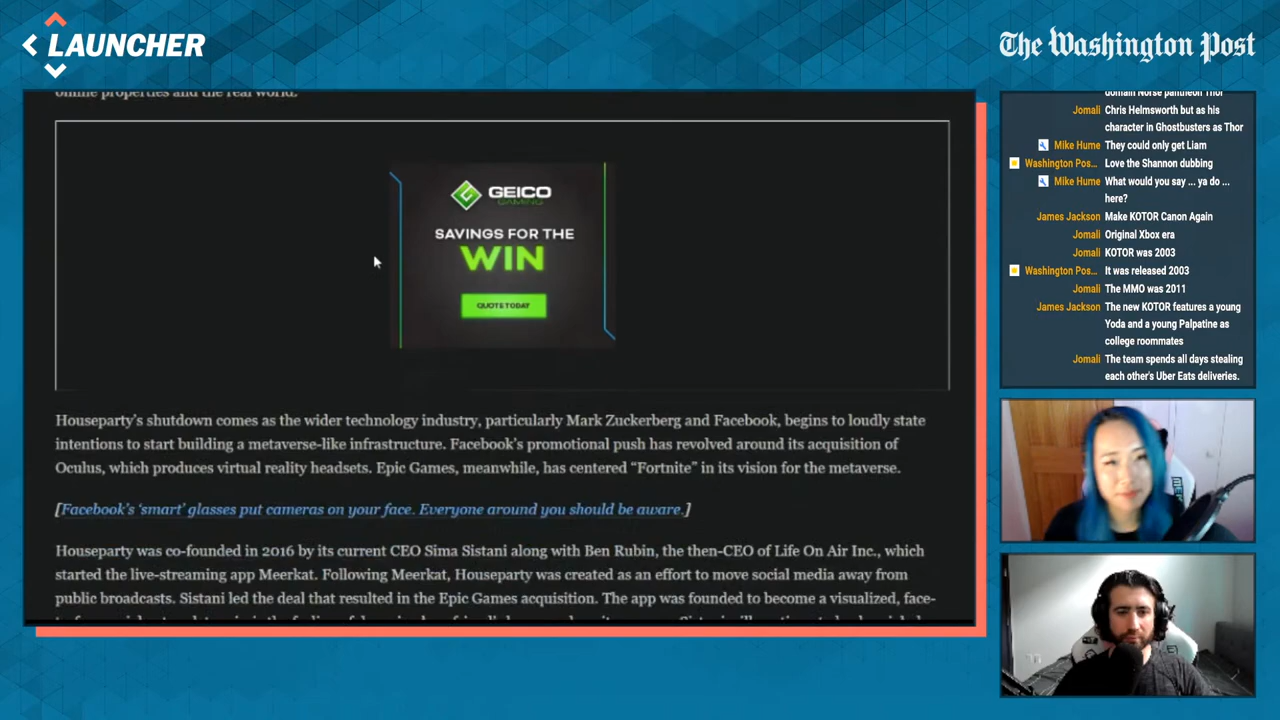 LAUNCHER
The Washington Post
online properties and the real world.
GEICO
GAMING
SAVINGS FOR THE
WIN
QUOTE TODAY
Houseparty's shutdown comes as the wider technology industry, particularly Mark Zuckerberg and Facebook, begins to loudly state
intentions to start building a metaverse-like infrastructure. Facebook's promotional push has revolved around its acquisition of
Oculus, which produces virtual reality headsets. Epic Games, meanwhile, has centered “Fortnite” in its vision for the metaverse.
[Facebook's ‘smart’ glasses put cameras on your face. Everyone around you should be aware.]
Houseparty was co-founded in 2016 by its current CEO Sima Sistani along with Ben Rubin, the then-CEO of Life On Air Inc., which
started the live-streaming app Meerkat. Following Meerkat, Houseparty was created as an effort to move social media away from
public broadcasts. Sistani led the deal that resulted in the Epic Games acquisition. The app was founded to become a visualized, face-
domain Norse pantheon Thor
Jomali Chris Helmsworth but as his
character in Ghostbusters as Thor
Mike Hume They could only get Liam
Washington Pos... Love the Shannon dubbing
Mike Hume What would you say ... ya do ...
here?
James Jackson Make KOTOR Canon Again
Jomali Original Xbox era
Jomali KOTOR was 2003
Washington Pos... It was released 2003
Jomali The MMO was 2011
James Jackson The new KOTOR features a young
Yoda and a young Palpatine as
college roommates
Jomali The team spends all days stealing
each other's Uber Eats deliveries.